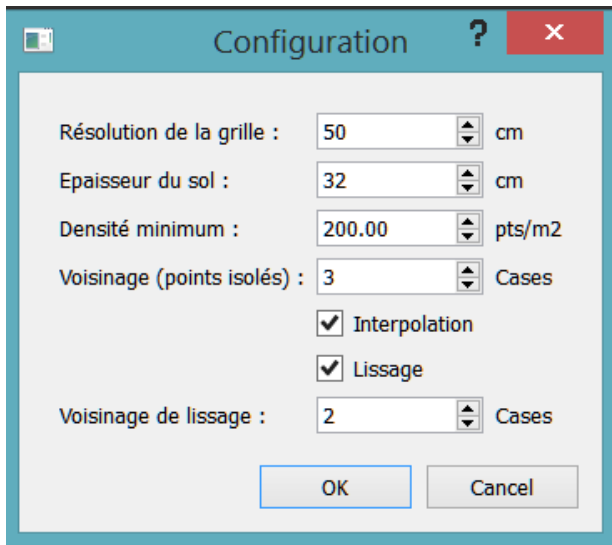 Configuration ? ×
Résolution de la grille : 50 cm
Epaisseur du sol : 32 cm
Densité minimum : 200.00 pts/m2
Voisinage (points isolés) : 3 Cases
Interpolation
Lissage
Voisinage de lissage : 2 Cases
OK Cancel